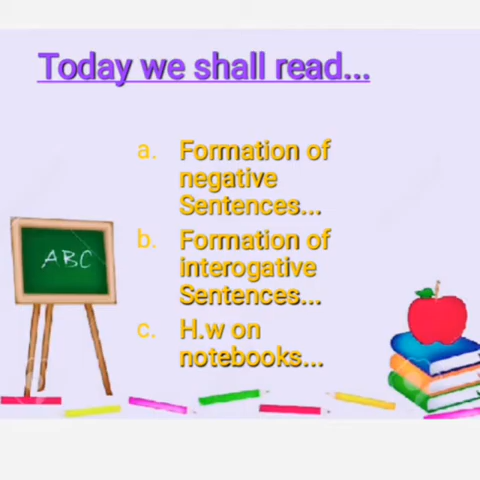 Today we shall read...
a. Formation of
negative
Sentences...
b. Formation of
interogative
Sentences...
c. H.w on
notebooks...
ABC